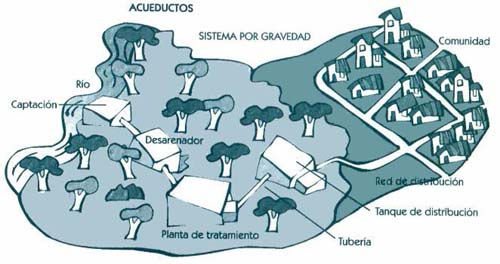 ACUEDUCTOS
SISTEMA POR GRAVEDAD
Comunidad
Río
Captación
Desarenador
Red de distribución
Tanque de distribución
Planta de tratamiento
Tubería